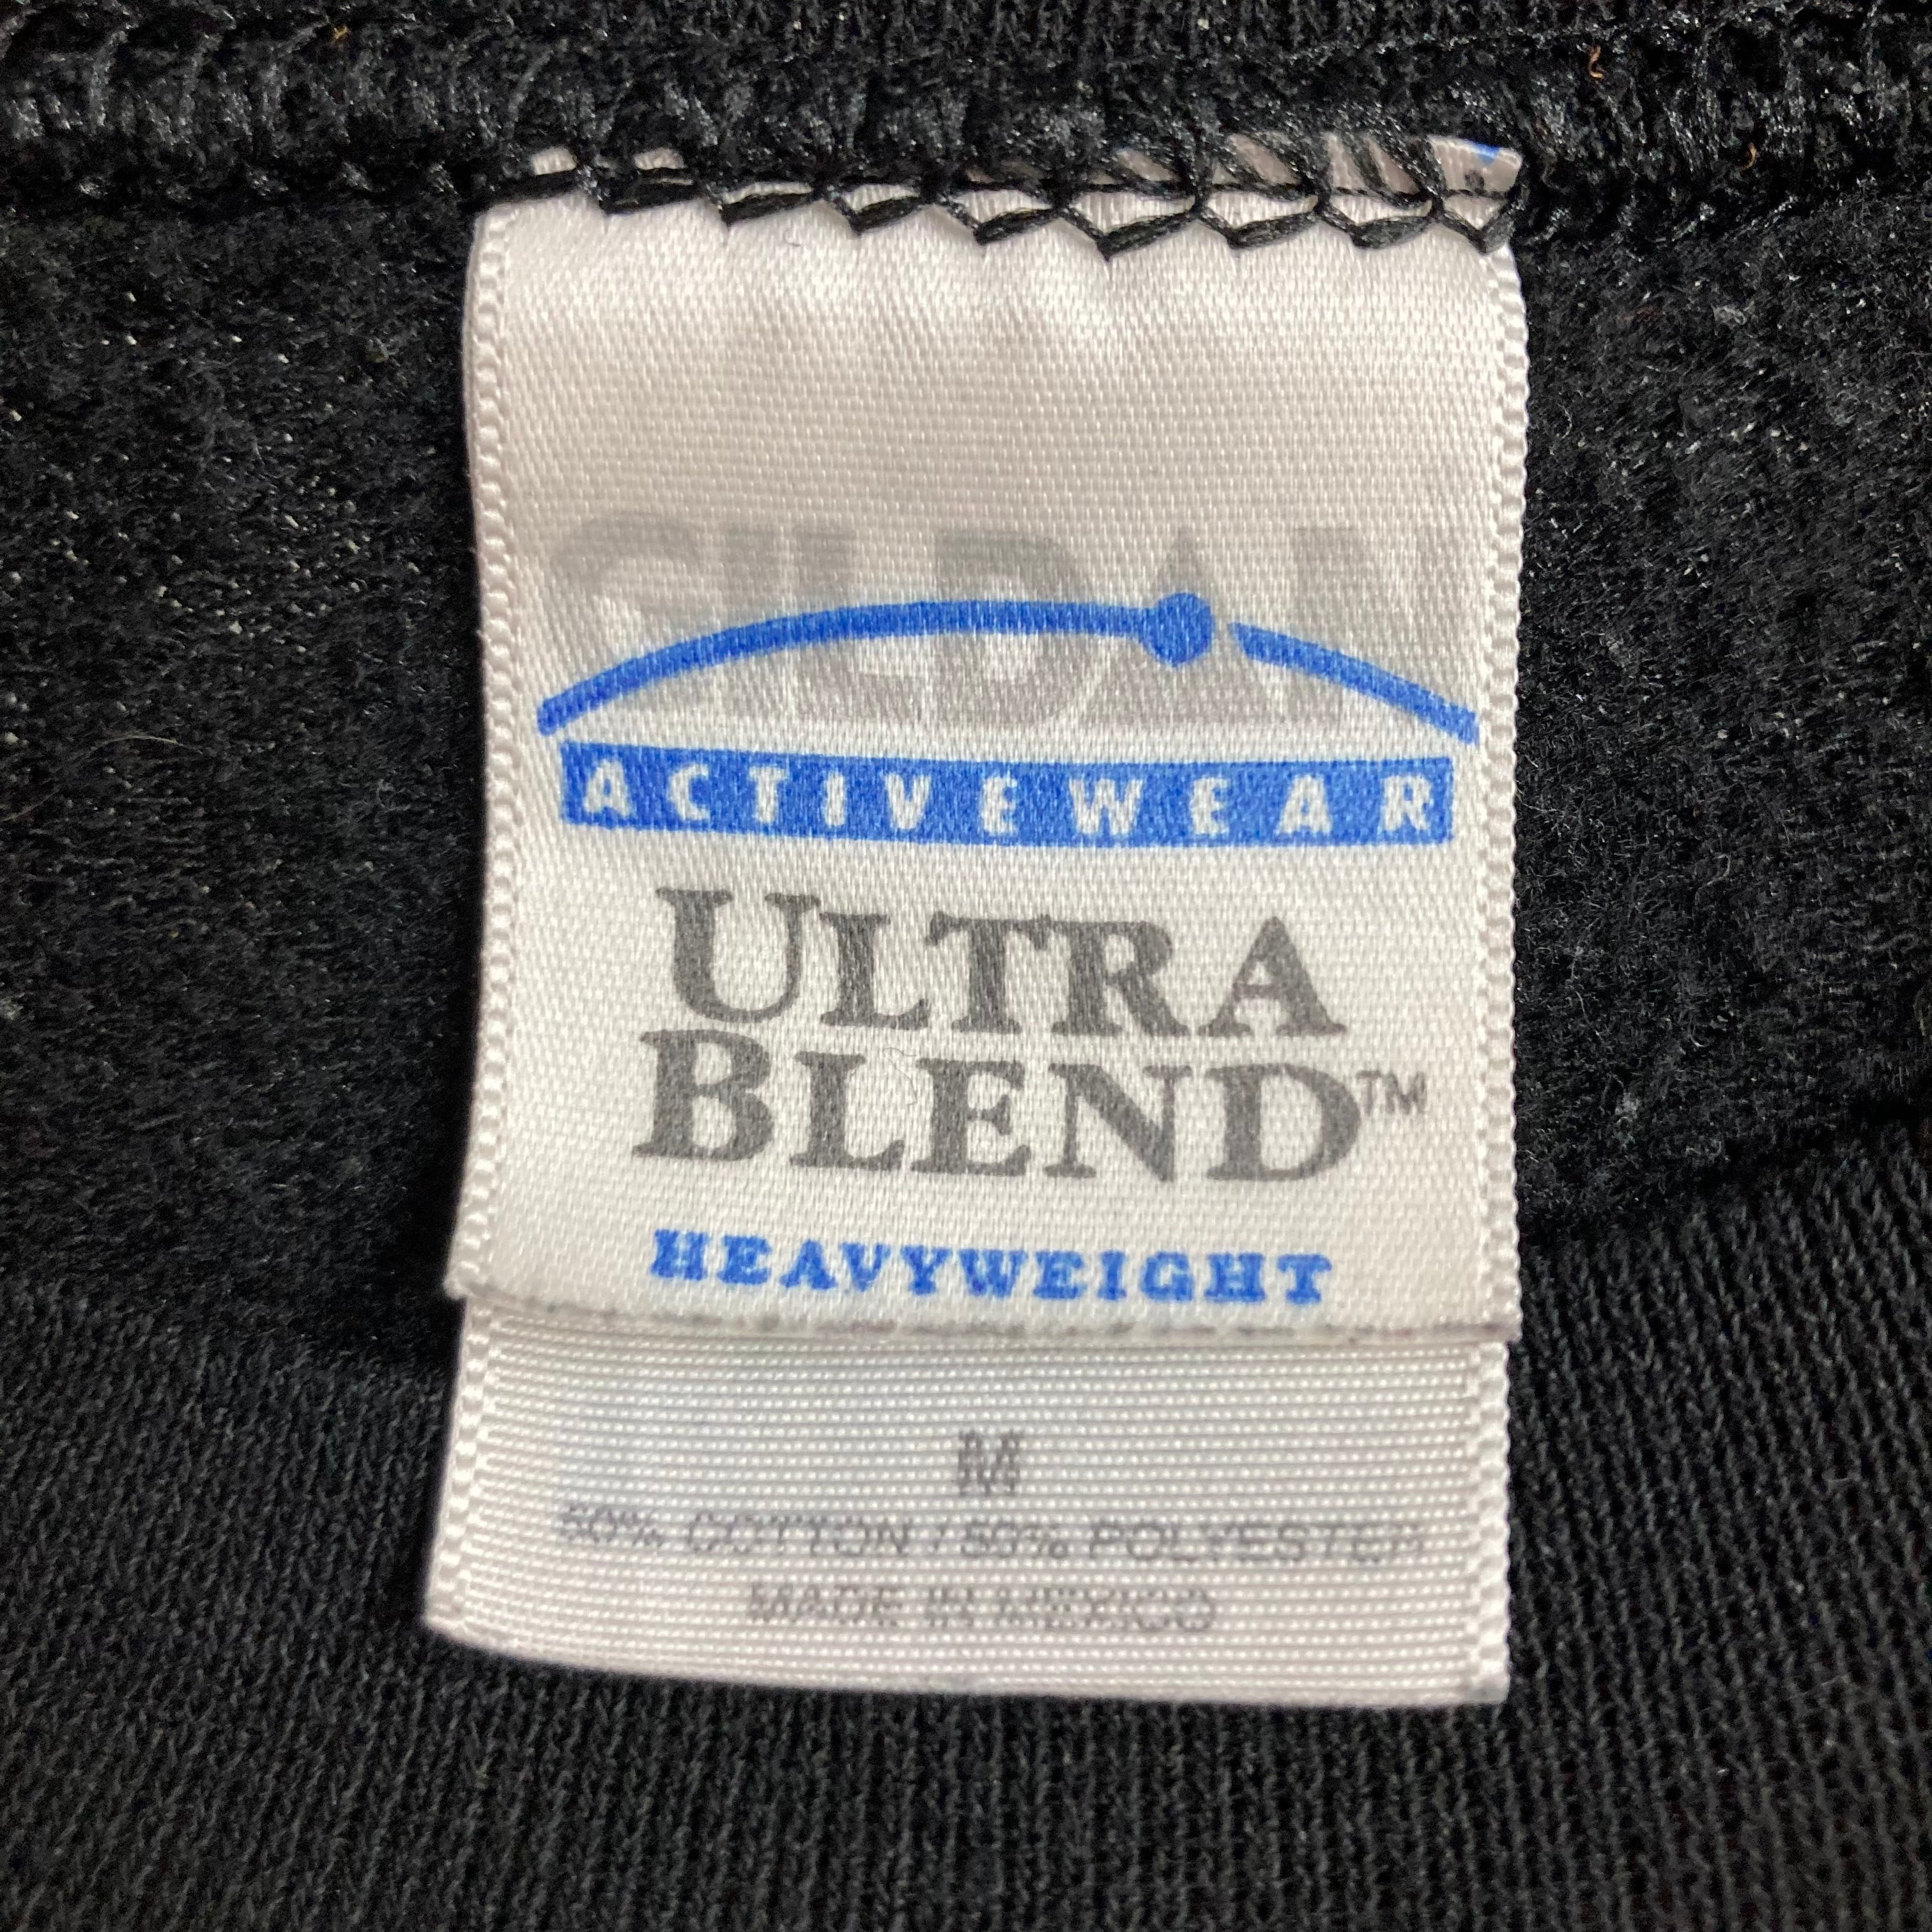 GILDAN
ACTIVEWEAR
ULTRA
BLEND™
HEAVYWEIGHT
M
50% COTTON / 50% POLYESTER
MADE IN MEXICO